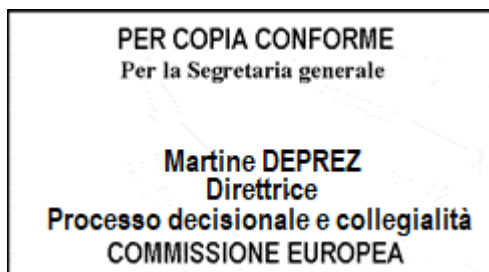 PER COPIA CONFORME
Per la Segretaria generale
Martine DEPREZ
Direttrice
Processo decisionale e collegialità
COMMISSIONE EUROPEA